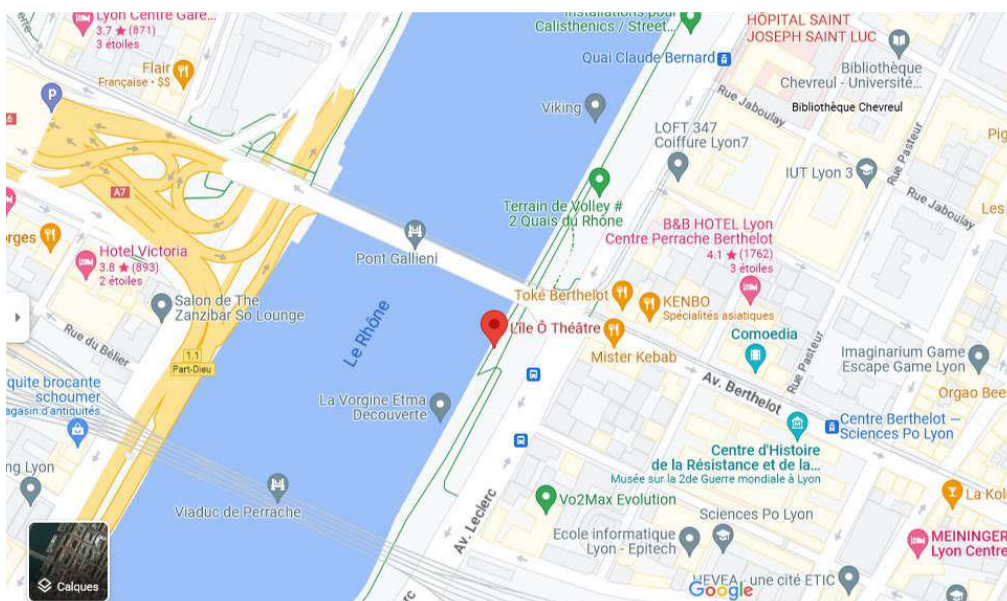 Lyon Centre Gare...
3.7 ★ (871)
3 étoiles
Flair
Française • $$
P
A7
Hotel Victoria
3.8 ★ (893)
2 étoiles
Salon de The
Zanzibar So Lounge
Rue du Bélier
1.1
Part-Dieu
quite brocante
schoumer
agasin d'antiquités
ng Lyon
Calques
Viaduc de Perrache
Le Rhône
Pont Gallieni
La Vorgine Etma
Decouverte
L'île Ô Théâtre
Calisthenics / Street...
Quai Claude Bernard
Viking
Terrain de Volley #
2 Quais du Rhône
LOFT 347
Coiffure Lyon7
HÔPITAL SAINT
JOSEPH SAINT LUC
Bibliothèque
Chevreul - Université...
Bibliothèque Chevreul
Rue Jaboulay
Rue Pasteur
IUT Lyon 3
Rue Jaboulay
Pig
Les
B&B HOTEL Lyon
Centre Perrache Berthelot
4.1 ★ (1762)
3 étoiles
Toké Berthelot
KENBO
Spécialités asiatiques
Mister Kebab
Comoedia
Rue Pasteur
Imaginarium Game
Escape Game Lyon
Orgao Bee
Av. Berthelot
Centre Berthelot —
Sciences Po Lyon
Centre d'Histoire
de la Résistance et de la...
Musée sur la 2de Guerre mondiale à Lyon
La Kol
Vo2Max Evolution
Av. Leclerc
Sciences Po Lyon
Ecole informatique
Lyon - Epitech
MEININGER
Lyon Centre
HEVEA, une cité ETIC
Google